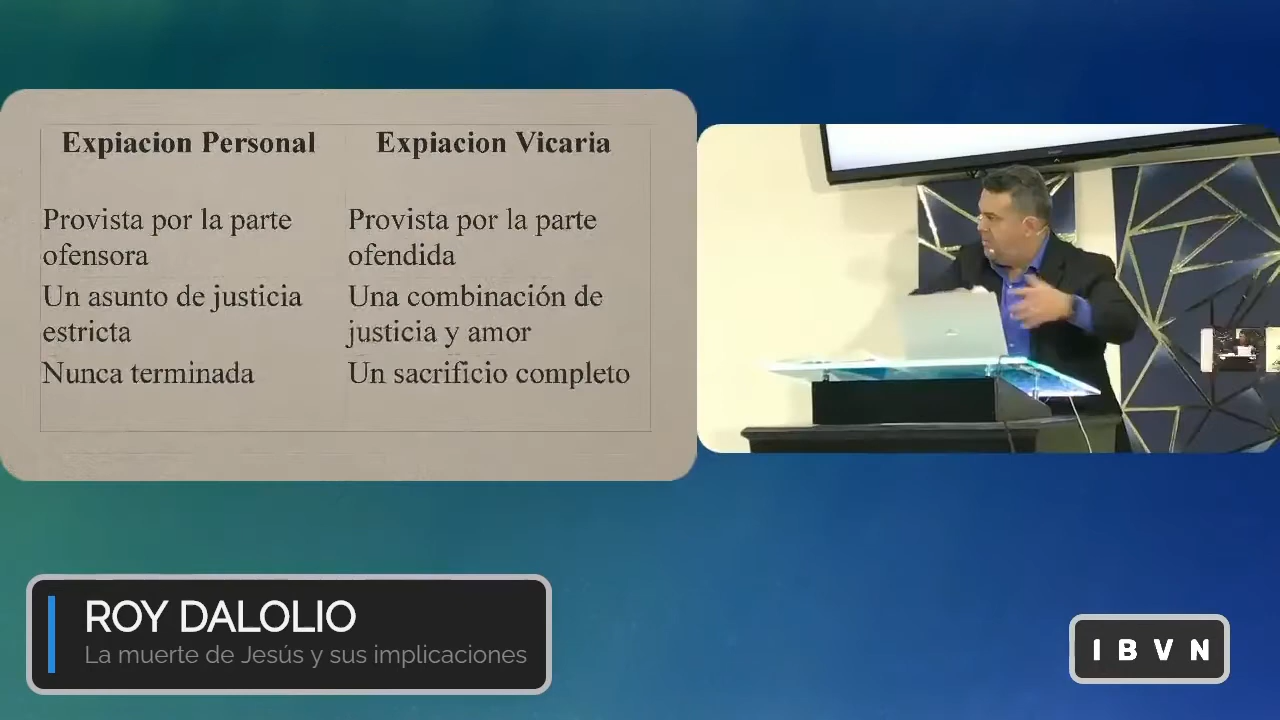 Expiacion Personal
Expiacion Vicaria
Provista por la parte
ofensora
Provista por la parte
ofendida
Un asunto de justicia
estricta
Una combinación de
justicia y amor
Nunca terminada
Un sacrificio completo
ROY DALOLIO
La muerte de Jesús y sus implicaciones
IBVN